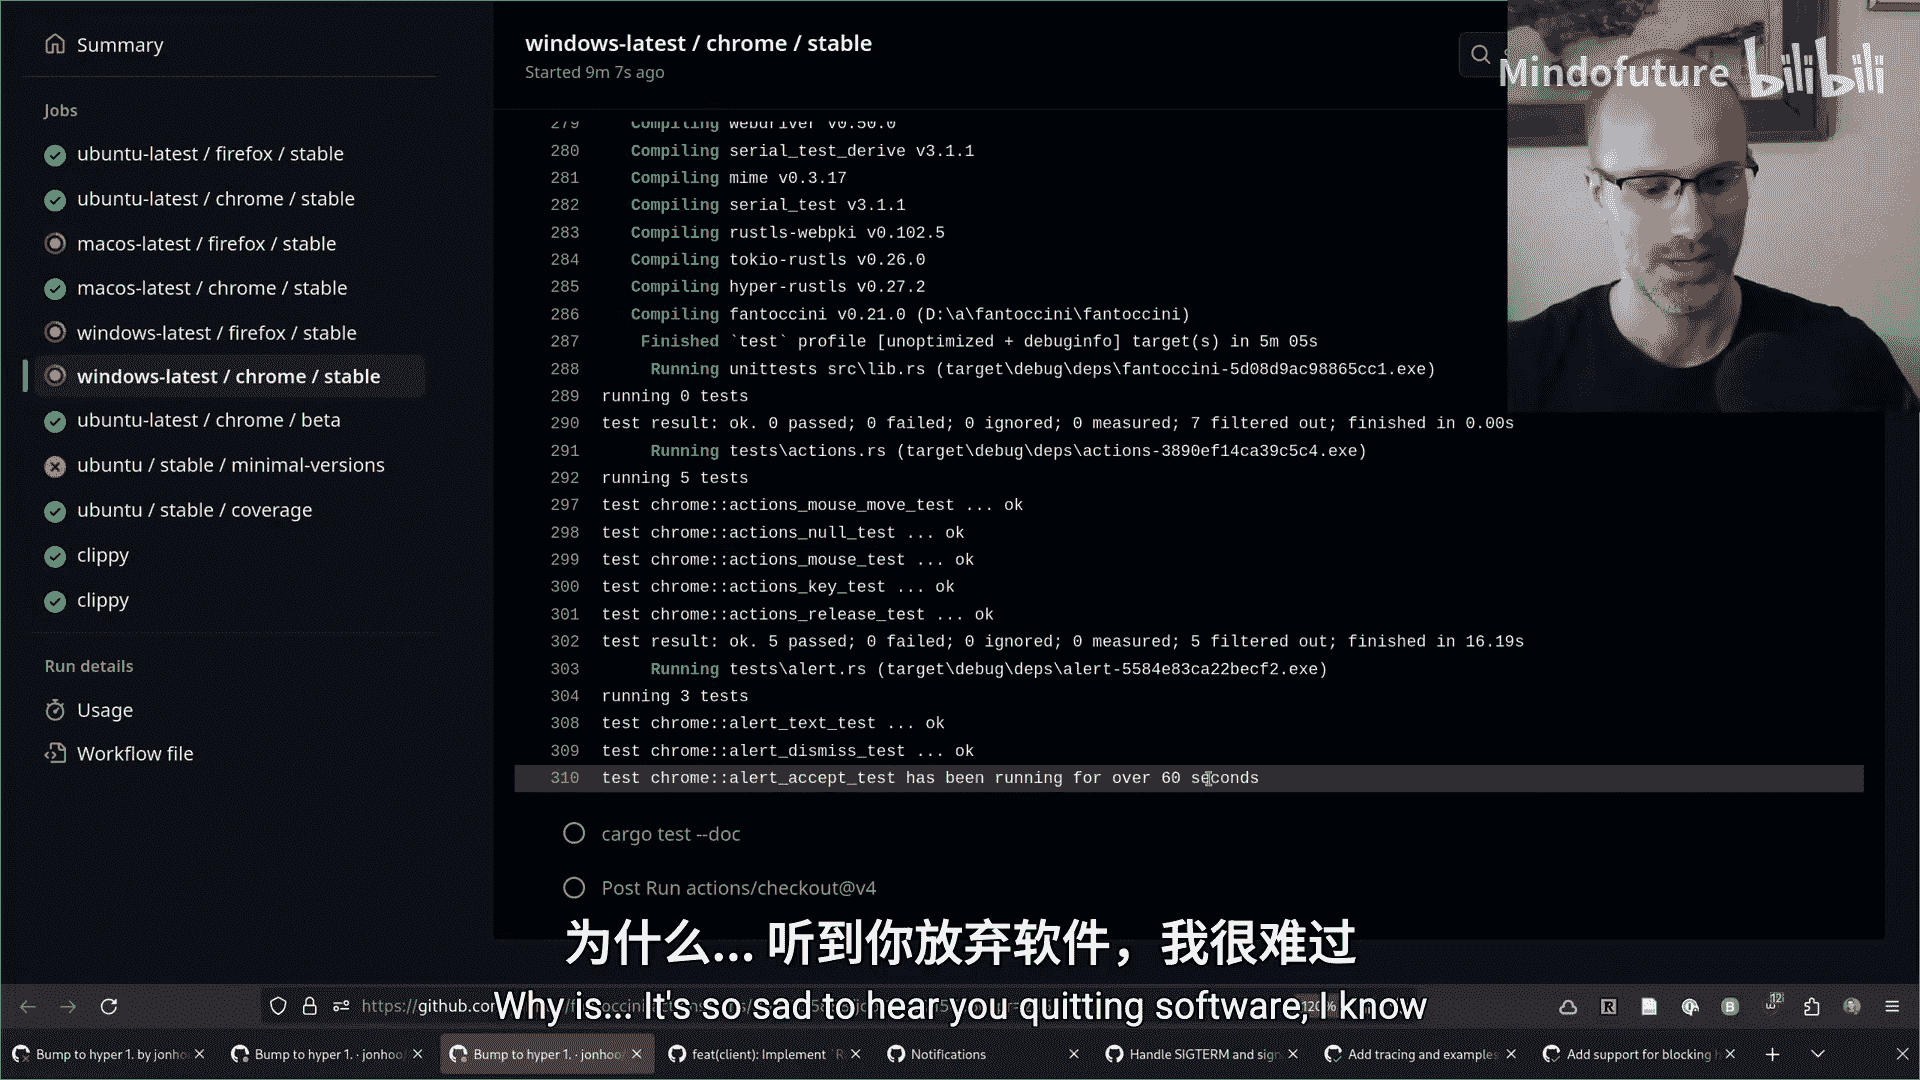 Summary
Jobs
ubuntu-latest / firefox / stable
ubuntu-latest / chrome / stable
macos-latest / firefox / stable
macos-latest / chrome / stable
windows-latest / firefox / stable
windows-latest / chrome / stable
ubuntu-latest / chrome / beta
ubuntu / stable / minimal-versions
ubuntu / stable / coverage
clippy
clippy
Run details
Usage
Workflow file
windows-latest / chrome / stable
Started 9m 7s ago
Mindofuture bilibili
279 Compiling webdriver v0.50.0
280 Compiling serial_test_derive v3.1.1
281 Compiling mime v0.3.17
282 Compiling serial_test v3.1.1
283 Compiling rustls-webpki v0.102.5
284 Compiling tokio-rustls v0.26.0
285 Compiling hyper-rustls v0.27.2
286 Compiling fantoccini v0.21.0 (D:\a\fantoccini\fantoccini)
287 Finished `test` profile [unoptimized + debuginfo] target(s) in 5m 05s
288 Running unittests src\lib.rs (target\debug\deps\fantoccini-5d08d9ac98865cc1.exe)
289 running 0 tests
290 test result: ok. 0 passed; 0 failed; 0 ignored; 0 measured; 7 filtered out; finished in 0.00s
291 Running tests\actions.rs (target\debug\deps\actions-3890ef14ca39c5c4.exe)
292 running 5 tests
297 test chrome::actions_mouse_move_test ... ok
298 test chrome::actions_null_test ... ok
299 test chrome::actions_mouse_test ... ok
300 test chrome::actions_key_test ... ok
301 test chrome::actions_release_test ... ok
302 test result: ok. 5 passed; 0 failed; 0 ignored; 0 measured; 5 filtered out; finished in 16.19s
303 Running tests\alert.rs (target\debug\deps\alert-5584e83ca22becf2.exe)
304 running 3 tests
308 test chrome::alert_text_test ... ok
309 test chrome::alert_dismiss_test ... ok
310 test chrome::alert_accept_test has been running for over 60 seconds
cargo test --doc
Post Run actions/checkout@v4
为什么... 听到你放弃软件，我很难过
Why is... It's so sad to hear you quitting software, I know
https://github.com
Bump to hyper 1. by jonho
Bump to hyper 1. · jonhoo/
Bump to hyper 1. · jonhoo/
feat(client): Implement `R
Notifications
Handle SIGTERM and sign
Add tracing and examples
Add support for blocking